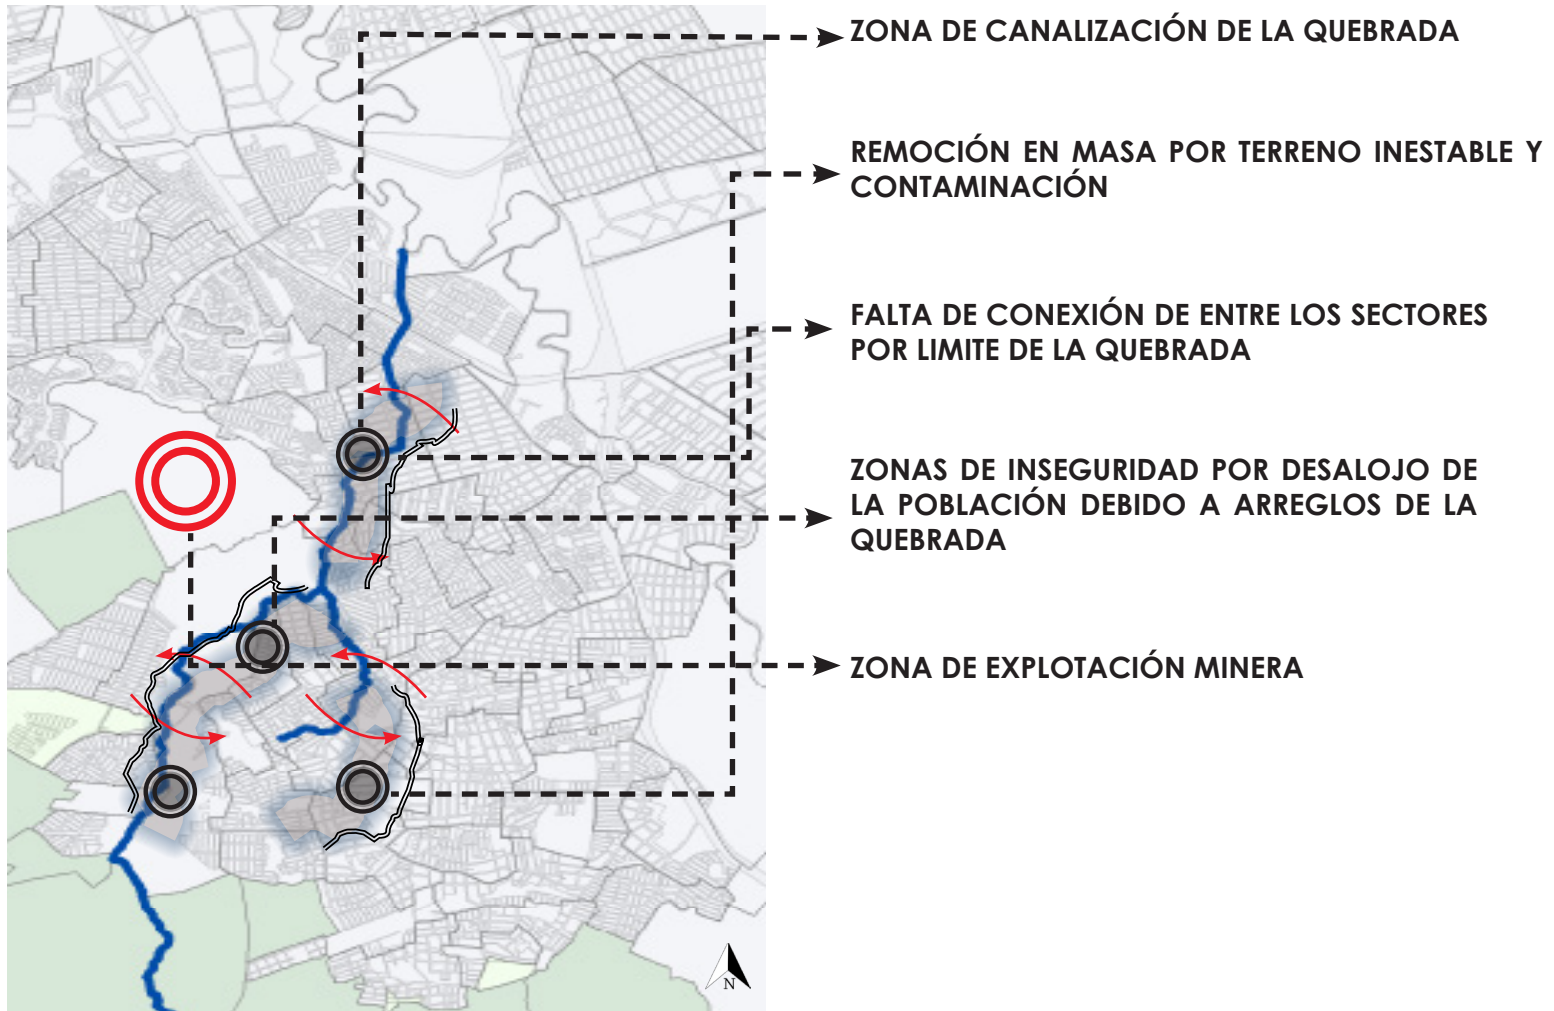 ZONA DE CANALIZACIÓN DE LA QUEBRADA
REMOCIÓN EN MASA POR TERRENO INESTABLE Y
CONTAMINACIÓN
FALTA DE CONEXIÓN DE ENTRE LOS SECTORES
POR LIMITE DE LA QUEBRADA
ZONAS DE INSEGURIDAD POR DESALOJO DE
LA POBLACIÓN DEBIDO A ARREGLOS DE LA
QUEBRADA
ZONA DE EXPLOTACIÓN MINERA
N